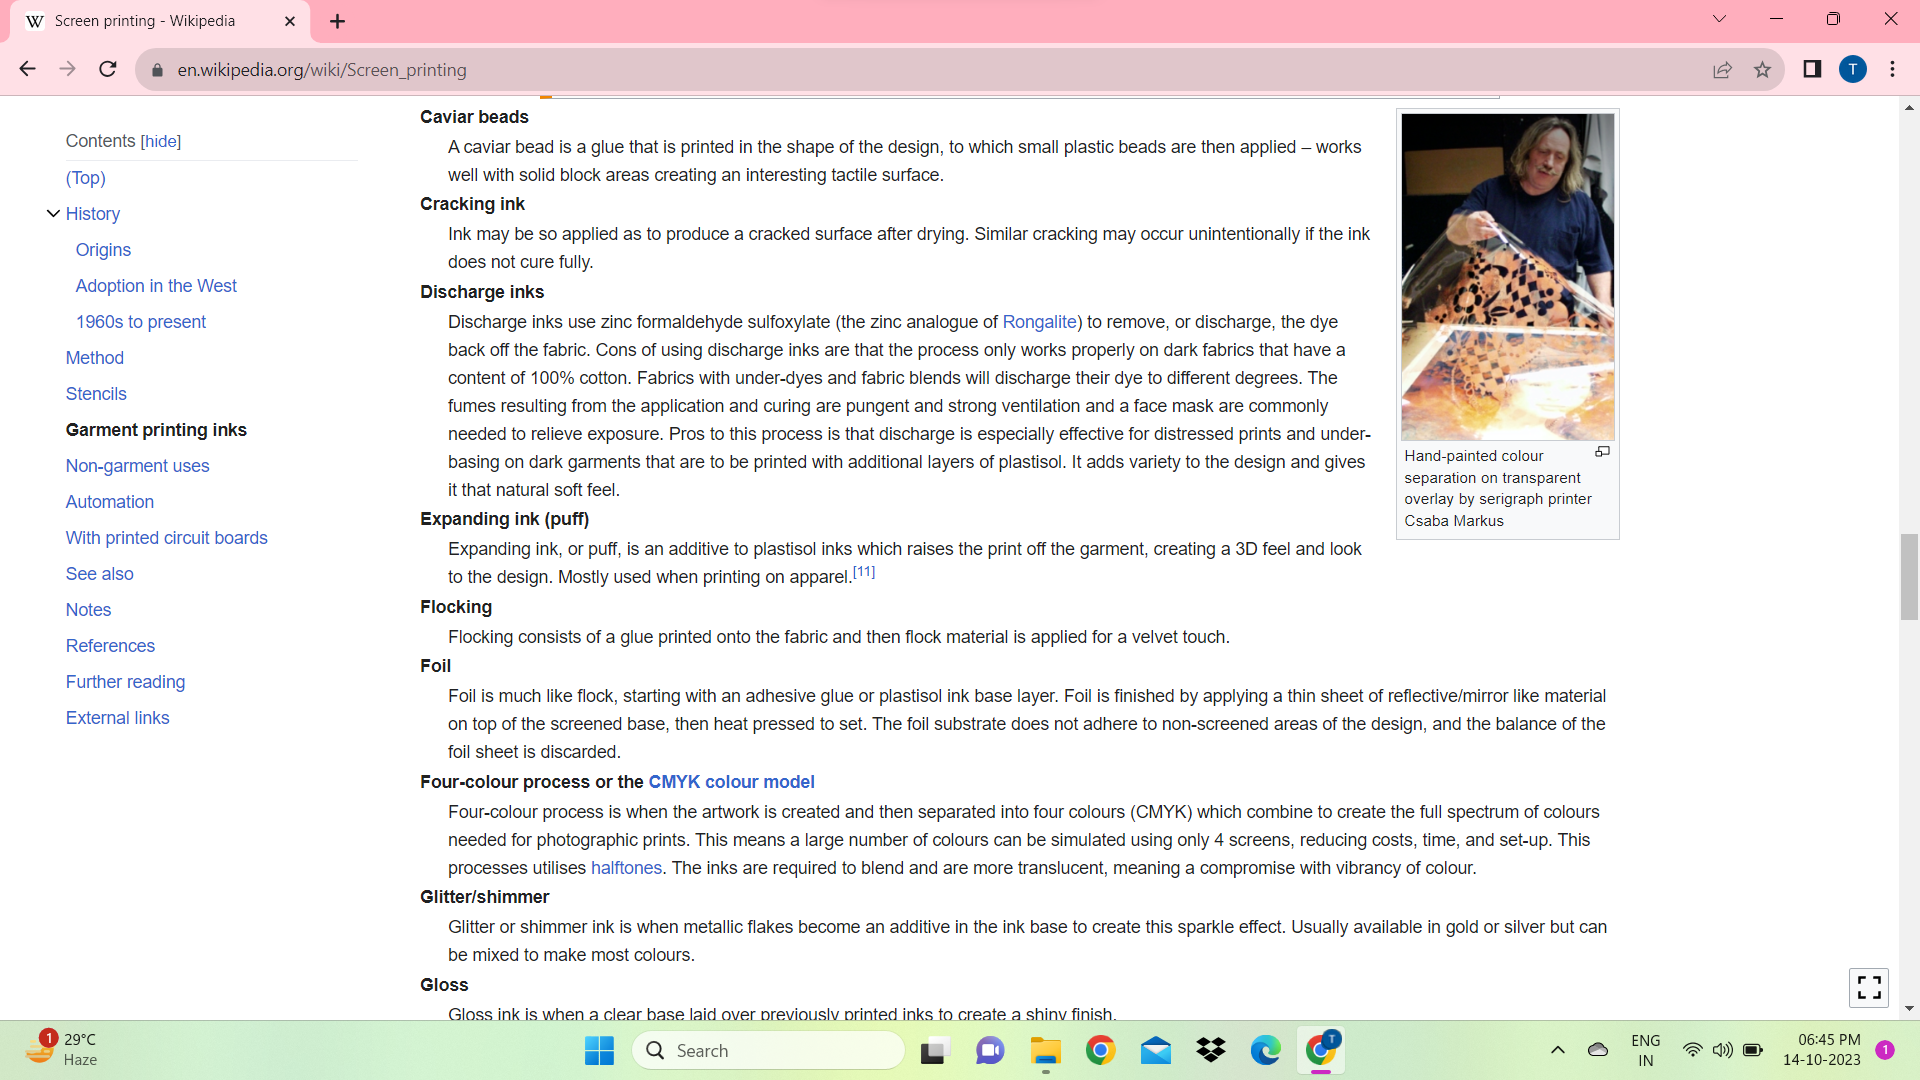 Screen printing - Wikipedia
en.wikipedia.org/wiki/Screen_printing
T
Contents [hide]
(Top)
History
Origins
Adoption in the West
1960s to present
Method
Stencils
Garment printing inks
Non-garment uses
Automation
With printed circuit boards
See also
Notes
References
Further reading
External links
Caviar beads
A caviar bead is a glue that is printed in the shape of the design, to which small plastic beads are then applied – works
well with solid block areas creating an interesting tactile surface.
Cracking ink
Ink may be so applied as to produce a cracked surface after drying. Similar cracking may occur unintentionally if the ink
does not cure fully.
Discharge inks
Discharge inks use zinc formaldehyde sulfoxylate (the zinc analogue of Rongalite) to remove, or discharge, the dye
back off the fabric. Cons of using discharge inks are that the process only works properly on dark fabrics that have a
content of 100% cotton. Fabrics with under-dyes and fabric blends will discharge their dye to different degrees. The
fumes resulting from the application and curing are pungent and strong ventilation and a face mask are commonly
needed to relieve exposure. Pros to this process is that discharge is especially effective for distressed prints and under-
basing on dark garments that are to be printed with additional layers of plastisol. It adds variety to the design and gives
it that natural soft feel.
Expanding ink (puff)
Expanding ink, or puff, is an additive to plastisol inks which raises the print off the garment, creating a 3D feel and look
to the design. Mostly used when printing on apparel.[11]
Flocking
Flocking consists of a glue printed onto the fabric and then flock material is applied for a velvet touch.
Foil
Foil is much like flock, starting with an adhesive glue or plastisol ink base layer. Foil is finished by applying a thin sheet of reflective/mirror like material
on top of the screened base, then heat pressed to set. The foil substrate does not adhere to non-screened areas of the design, and the balance of the
foil sheet is discarded.
Four-colour process or the CMYK colour model
Four-colour process is when the artwork is created and then separated into four colours (CMYK) which combine to create the full spectrum of colours
needed for photographic prints. This means a large number of colours can be simulated using only 4 screens, reducing costs, time, and set-up. This
processes utilises halftones. The inks are required to blend and are more translucent, meaning a compromise with vibrancy of colour.
Glitter/shimmer
Glitter or shimmer ink is when metallic flakes become an additive in the ink base to create this sparkle effect. Usually available in gold or silver but can
be mixed to make most colours.
Gloss
Gloss ink is when a clear base laid over previously printed inks to create a shiny finish.
Hand-painted colour
separation on transparent
overlay by serigraph printer
Csaba Markus
1
29°C
Haze
Search
T
ENG
IN
06:45 PM
14-10-2023
1